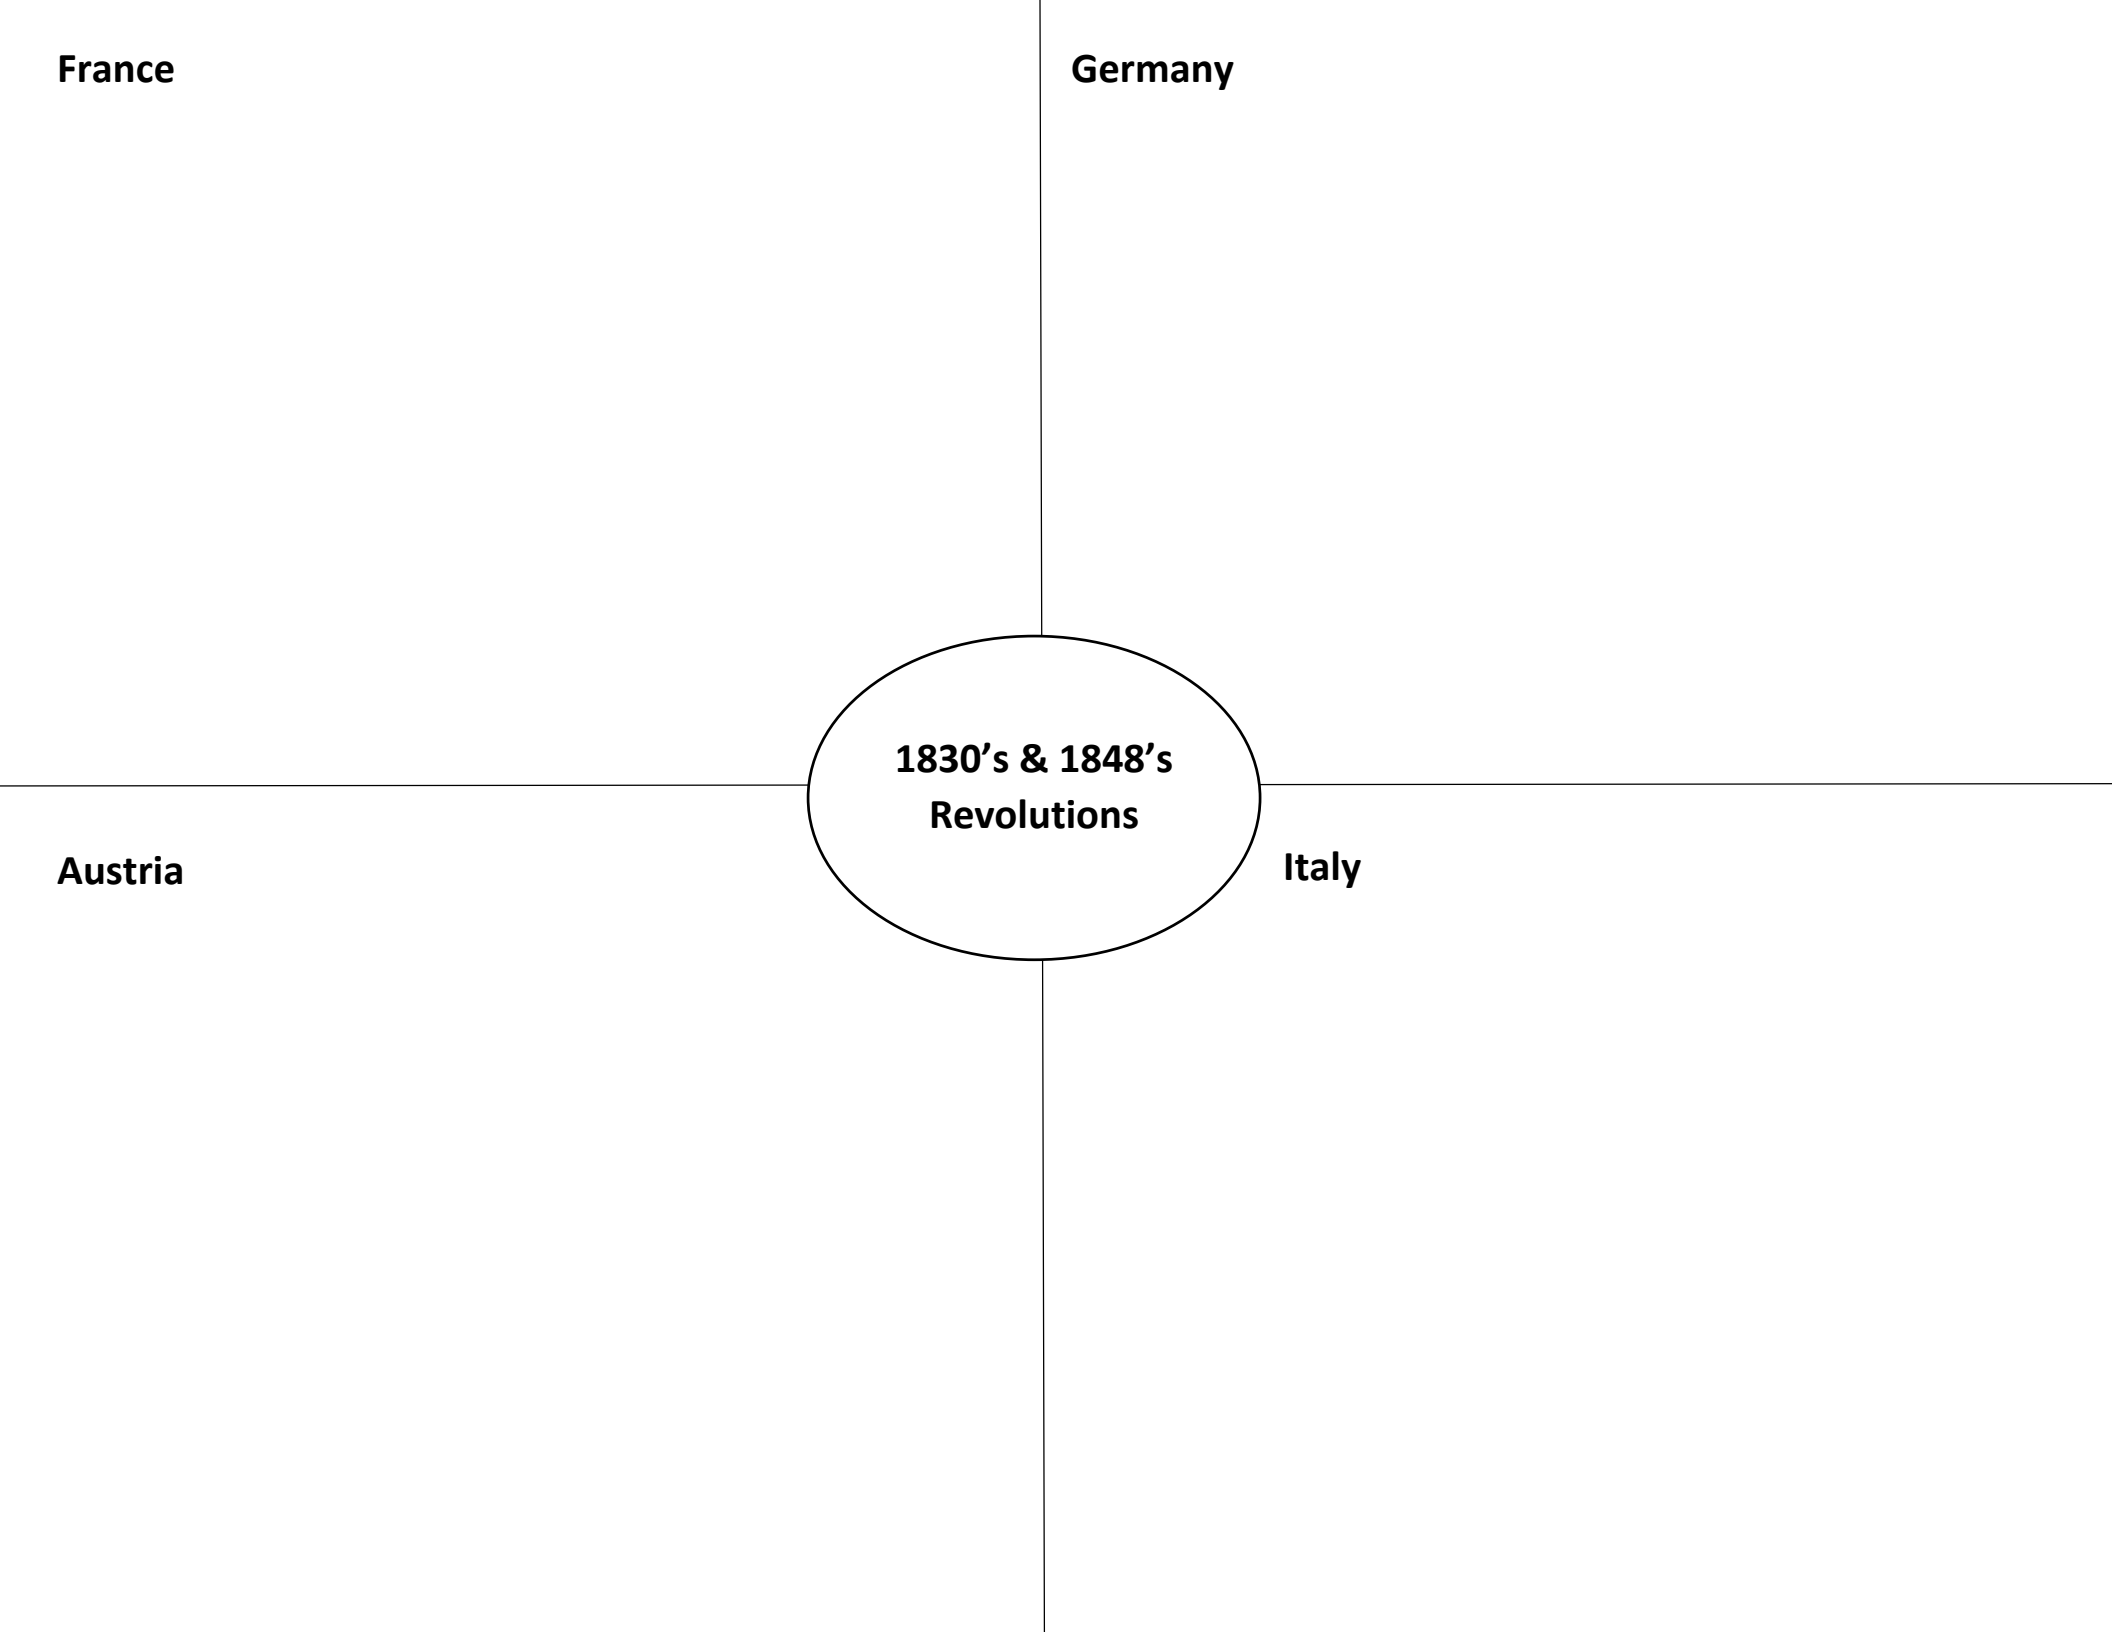 France
Germany
1830’s & 1848’s
Revolutions
Austria
Italy